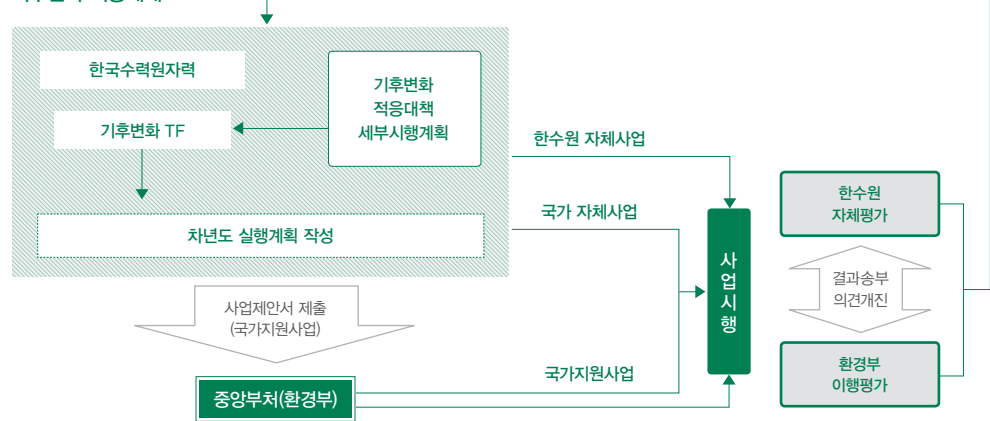 한국수력원자력
기후변화
적응대책
세부시행계획
기후변화 TF
차년도 실행계획 작성
한수원 자체사업
국가 자체사업
사업시행
한수원
자체평가
결과송부
의견개진
사업제안서 제출
(국가지원사업)
국가지원사업
환경부
이행평가
중앙부처(환경부)